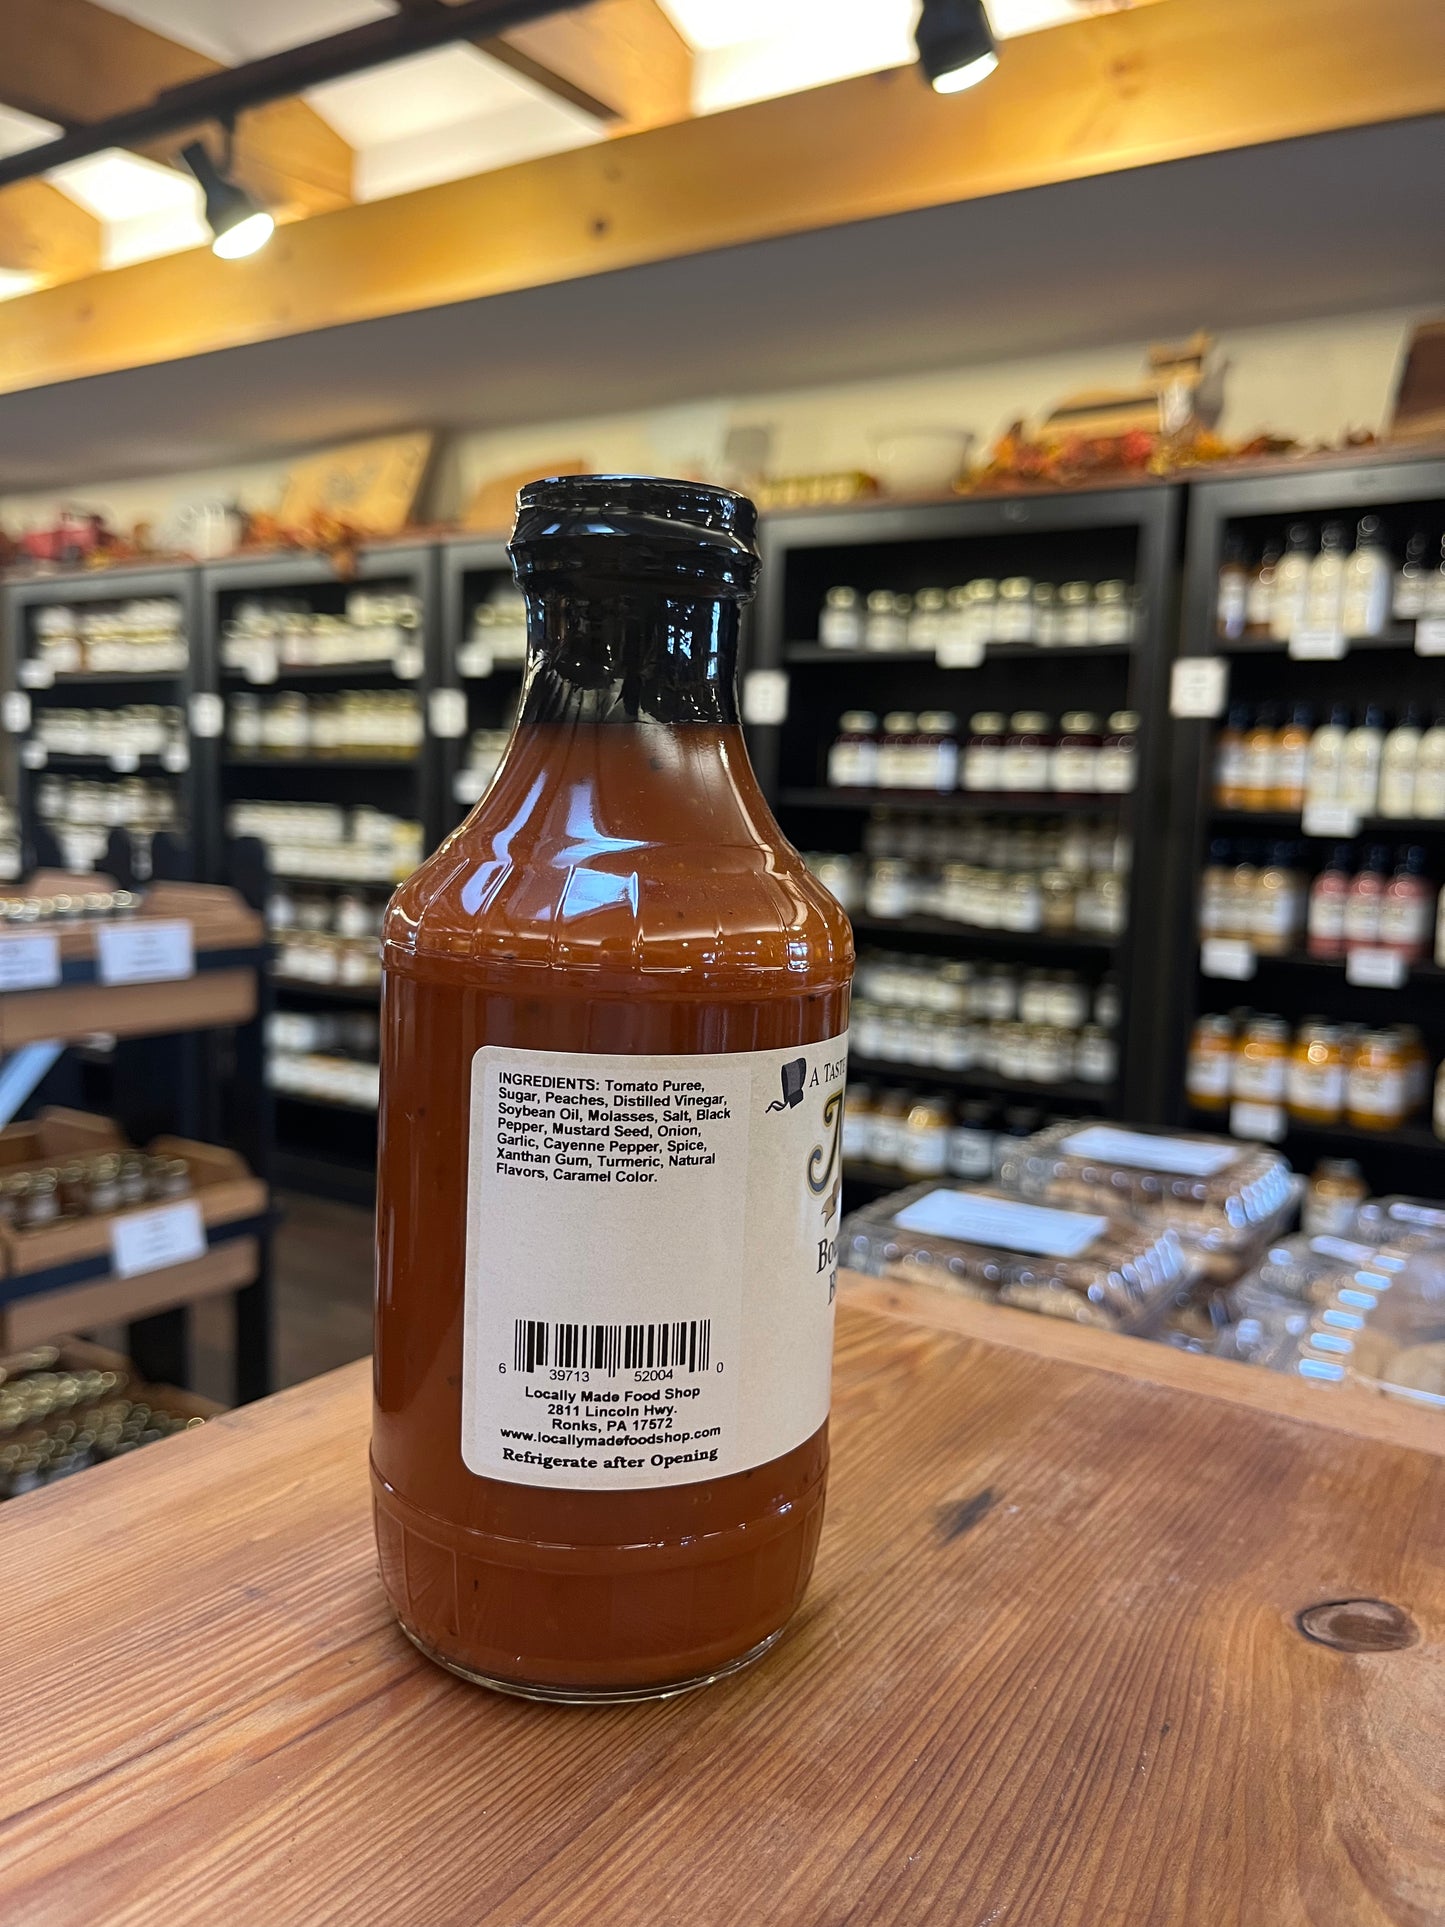 INGREDIENTS: Tomato Puree,
Sugar, Peaches, Distilled Vinegar,
Soybean Oil, Molasses, Salt, Black
Pepper, Mustard Seed, Onion,
Garlic, Cayenne Pepper, Spice,
Xanthan Gum, Turmeric, Natural
Flavors, Caramel Color.
6 39713 52004 0
Locally Made Food Shop
2811 Lincoln Hwy.
Ronks, PA 17572
www.locallymadefoodshop.com
Refrigerate after Opening
A TASTE